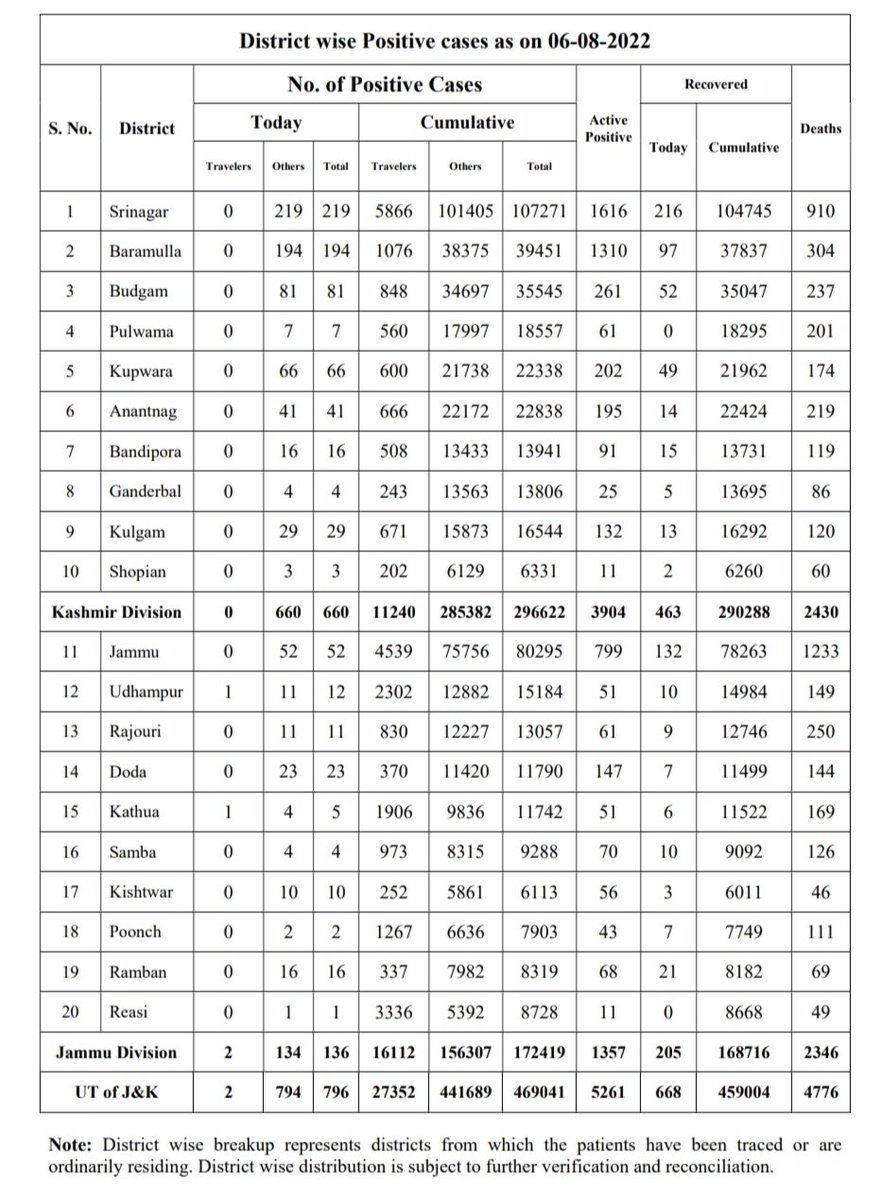 District wise Positive cases as on 06-08-2022
S. No. District No. of Positive Cases Active Positive Recovered Deaths
Today Cumulative Today Cumulative
Travelers Others Total Travelers Others Total
1 Srinagar 0 219 219 5866 101405 107271 1616 216 104745 910
2 Baramulla 0 194 194 1076 38375 39451 1310 97 37837 304
3 Budgam 0 81 81 848 34697 35545 261 52 35047 237
4 Pulwama 0 7 7 560 17997 18557 61 0 18295 201
5 Kupwara 0 66 66 600 21738 22338 202 49 21962 174
6 Anantnag 0 41 41 666 22172 22838 195 14 22424 219
7 Bandipora 0 16 16 508 13433 13941 91 15 13731 119
8 Ganderbal 0 4 4 243 13563 13806 25 5 13695 86
9 Kulgam 0 29 29 671 15873 16544 132 13 16292 120
10 Shopian 0 3 3 202 6129 6331 11 2 6260 60
Kashmir Division 0 660 660 11240 285382 296622 3904 463 290288 2430
11 Jammu 0 52 52 4539 75756 80295 799 132 78263 1233
12 Udhampur 1 11 12 2302 12882 15184 51 10 14984 149
13 Rajouri 0 11 11 830 12227 13057 61 9 12746 250
14 Doda 0 23 23 370 11420 11790 147 7 11499 144
15 Kathua 1 4 5 1906 9836 11742 51 6 11522 169
16 Samba 0 4 4 973 8315 9288 70 10 9092 126
17 Kishtwar 0 10 10 252 5861 6113 56 3 6011 46
18 Poonch 0 2 2 1267 6636 7903 43 7 7749 111
19 Ramban 0 16 16 337 7982 8319 68 21 8182 69
20 Reasi 0 1 1 3336 5392 8728 11 0 8668 49
Jammu Division 2 134 136 16112 156307 172419 1357 205 168716 2346
UT of J&K 2 794 796 27352 441689 469041 5261 668 459004 4776
Note: District wise breakup represents districts from which the patients have been traced or are
ordinarily residing. District wise distribution is subject to further verification and reconciliation.